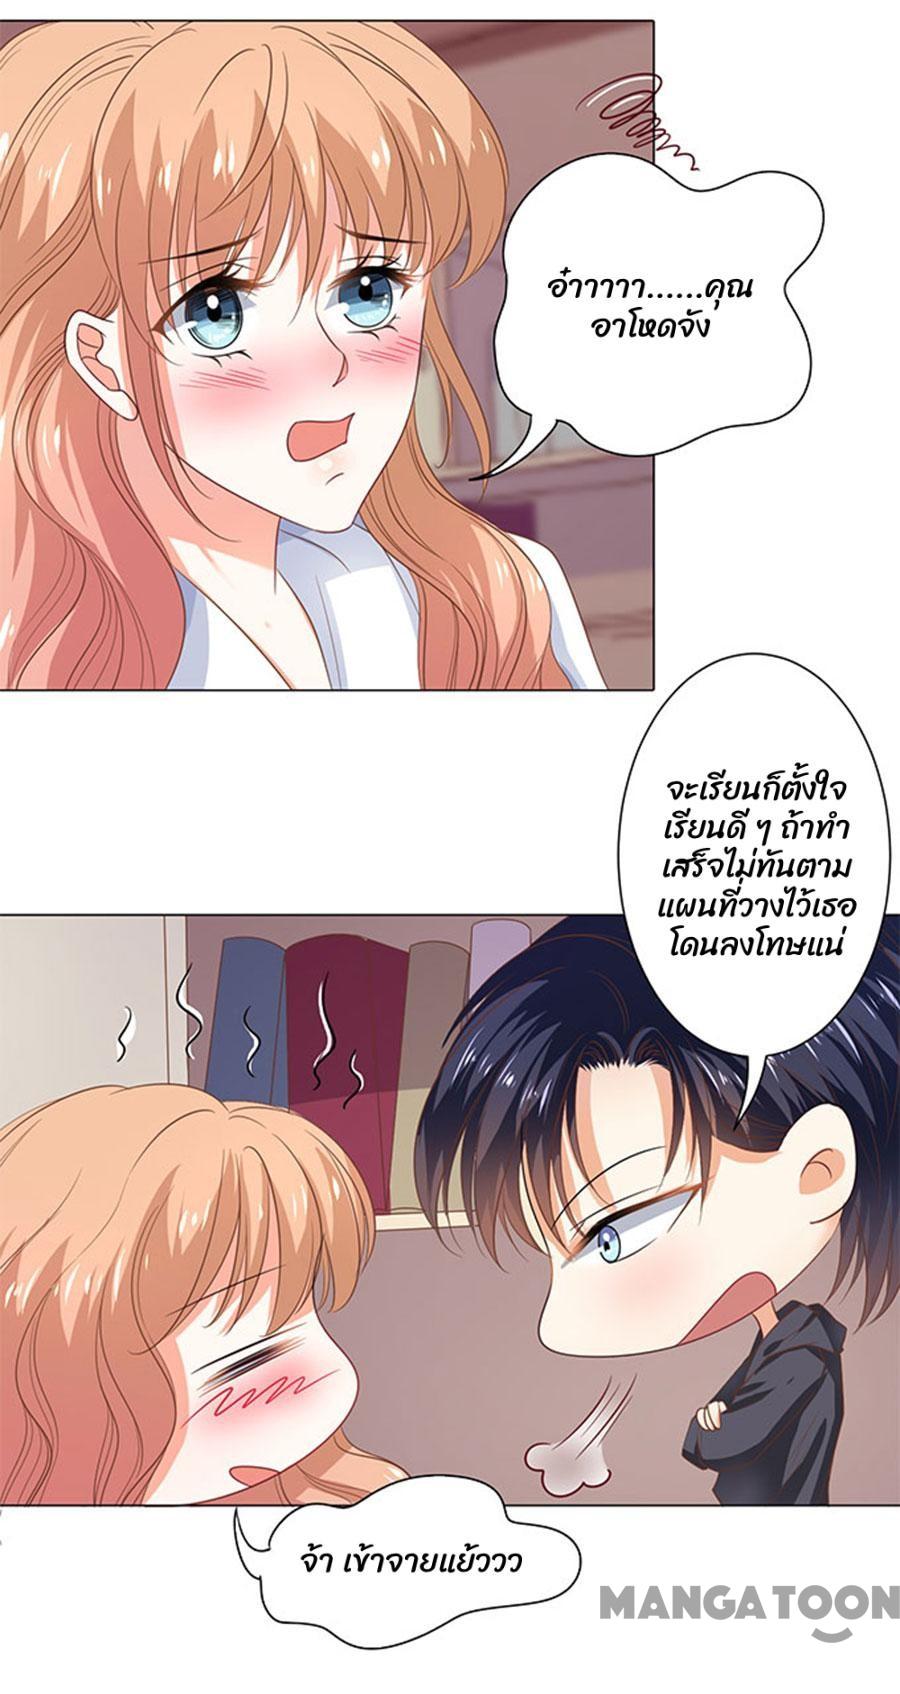 อ๋าาาาา......คุณ
อาโหดจัง
จะเรียนก็ตั้งใจ
เรียนดี ๆ ถ้าทำ
เสร็จไม่ทันตาม
แผนที่วางไว้เธอ
โดนลงโทษแน่
จ้า เข้าจายแย้ววว
MANGATOON